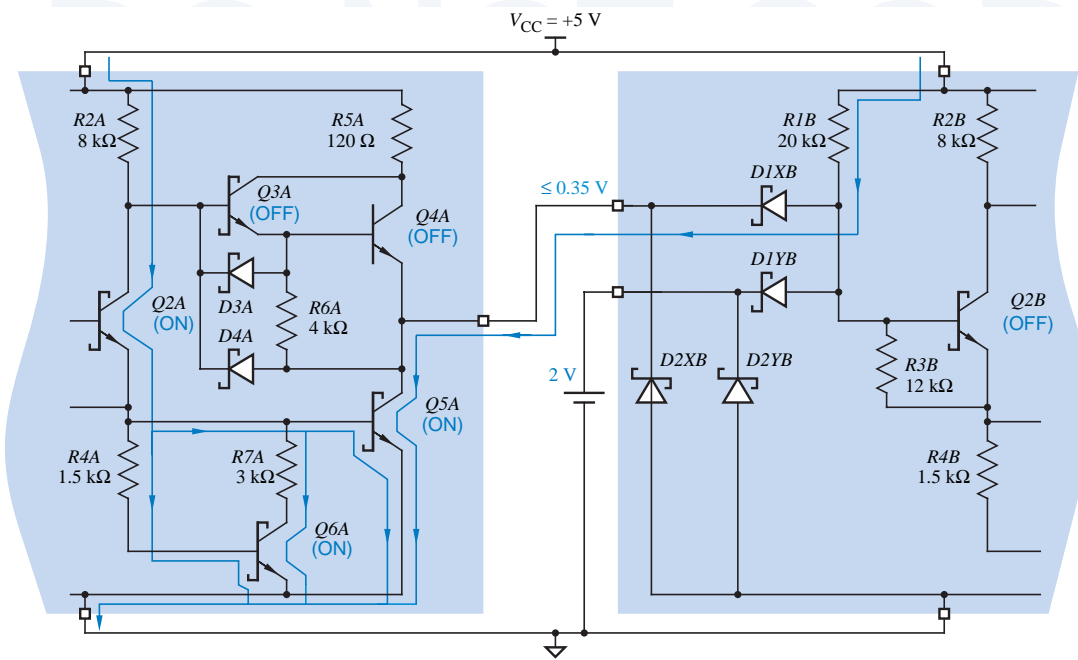 VCC = +5 V
R2A
8 kΩ
R5A
120 Ω
Q3A
(OFF)
Q4A
(OFF)
D3A
R6A
4 kΩ
D4A
Q2A
(ON)
Q5A
(ON)
R4A
1.5 kΩ
R7A
3 kΩ
Q6A
(ON)
≤ 0.35 V
2 V
R1B
20 kΩ
R2B
8 kΩ
D1XB
D1YB
D2XB
D2YB
Q2B
(OFF)
R3B
12 kΩ
R4B
1.5 kΩ